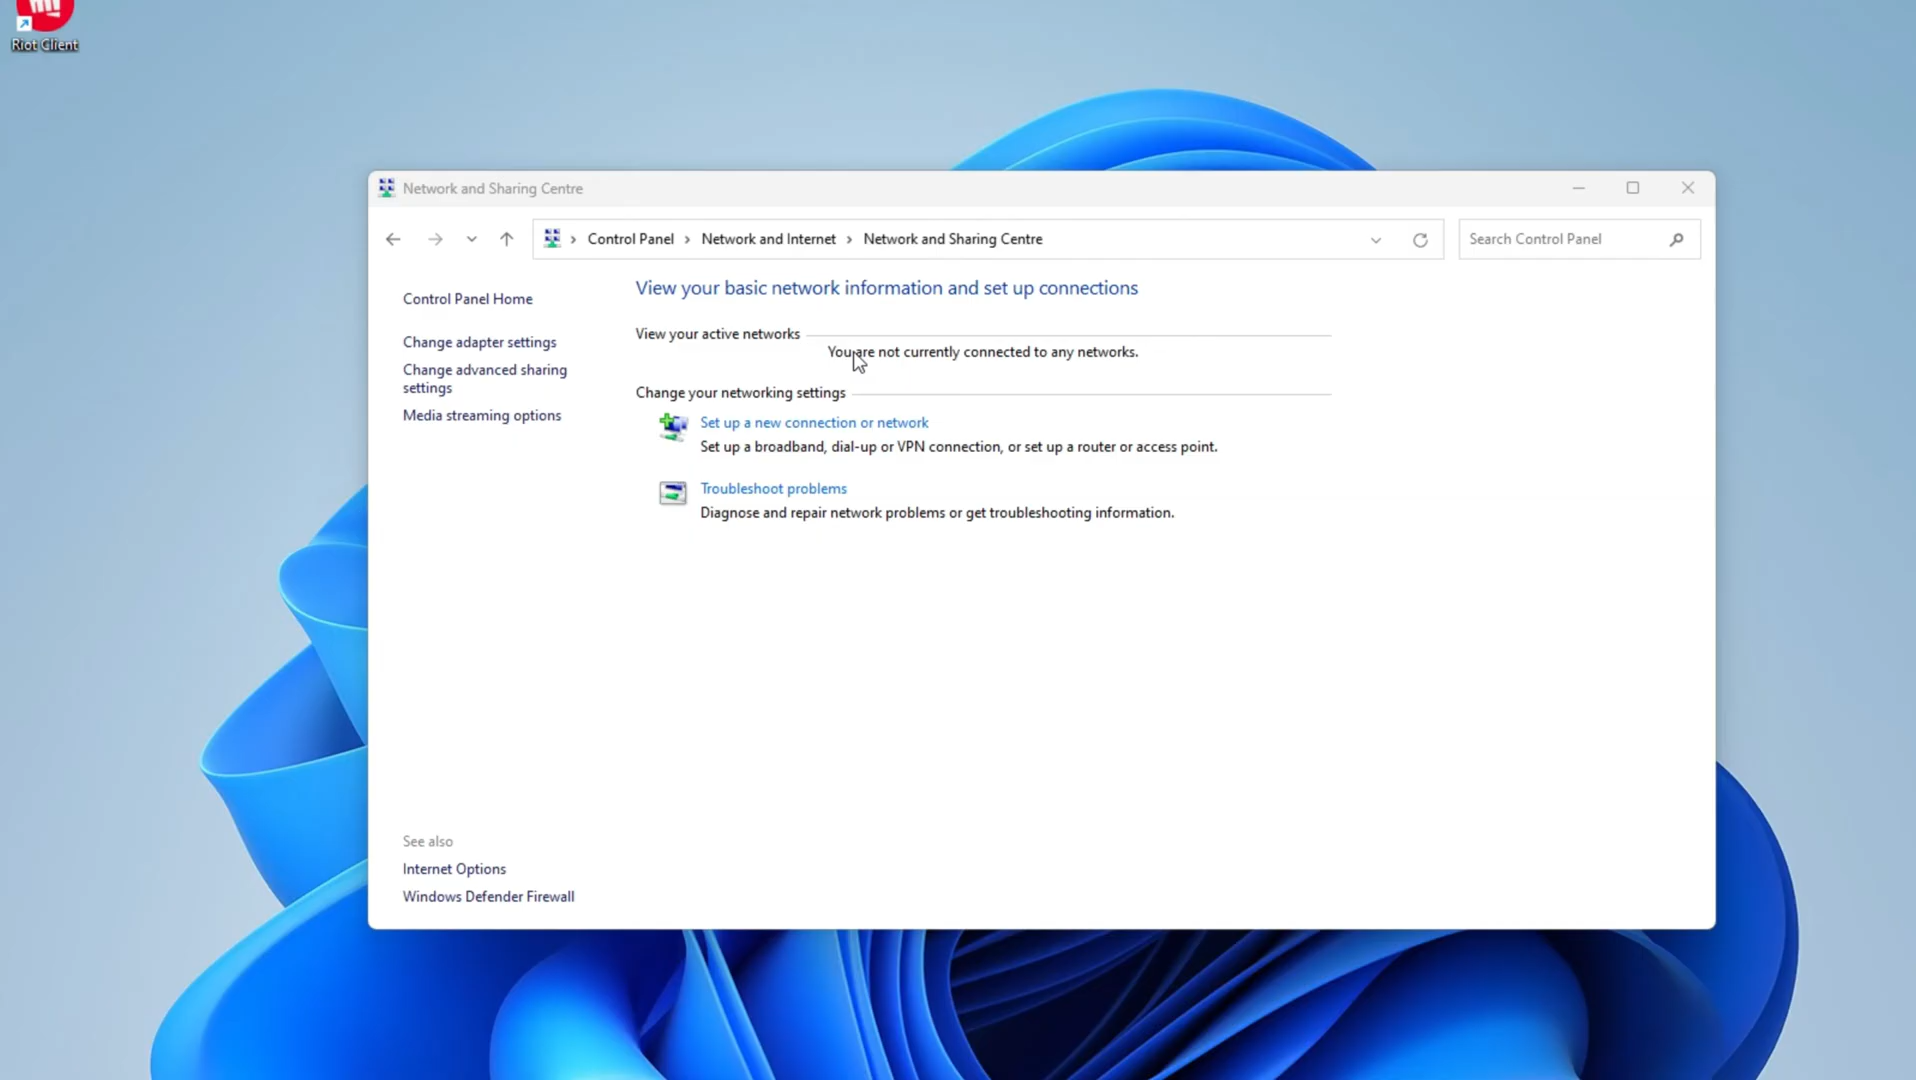 Riot Client
Network and Sharing Centre
Control Panel > Network and Internet > Network and Sharing Centre
Search Control Panel
Control Panel Home
Change adapter settings
Change advanced sharing
settings
Media streaming options
View your basic network information and set up connections
View your active networks
You are not currently connected to any networks.
Change your networking settings
Set up a new connection or network
Set up a broadband, dial-up or VPN connection, or set up a router or access point.
Troubleshoot problems
Diagnose and repair network problems or get troubleshooting information.
See also
Internet Options
Windows Defender Firewall